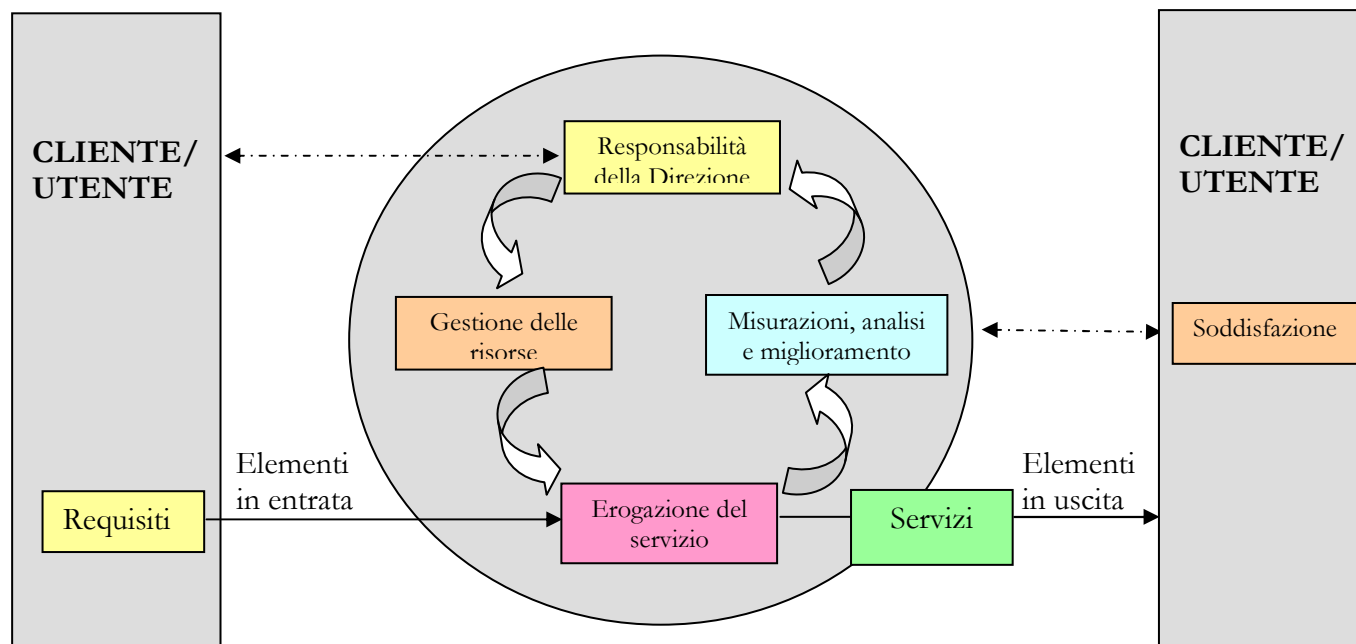 CLIENTE/
UTENTE
Responsabilità
della Direzione
CLIENTE/
UTENTE
Gestione delle
risorse
Misurazioni, analisi
e miglioramento
Soddisfazione
Elementi
in entrata
Elementi
in uscita
Requisiti
Erogazione del
servizio
Servizi